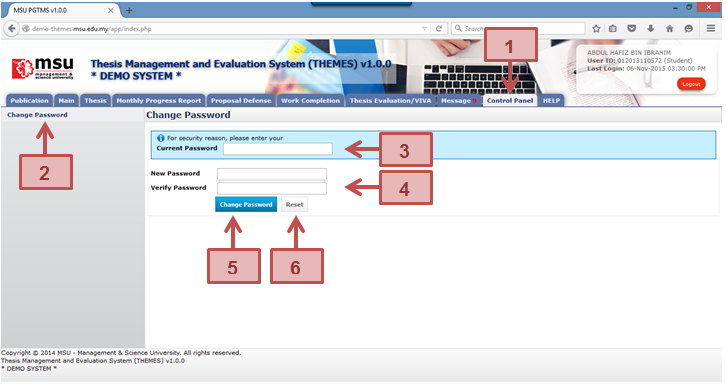 MSU PGTMS v1.0.0
demo-themes.msu.edu.my/app/index.php
Search
msu
management &
science university
Thesis Management and Evaluation System (THEMES) v1.0.0
* DEMO SYSTEM *
1
ABDUL HAFIZ BIN IBRAHIM
User ID: 012013110572 (Student)
Last Login: 06-Nov-2015 03:30:00 PM
Logout
Publication Main Thesis Monthly Progress Report Proposal Defense Work Completion Thesis Evaluation/VIVA Message Control Panel HELP
Change Password
Change Password
2
For security reason, please enter your
Current Password
3
New Password
Verify Password
4
Change Password Reset
5 6
Copyright © 2014 MSU - Management & Science University. All rights reserved.
Thesis Management and Evaluation System (THEMES) v1.0.0
* DEMO SYSTEM *